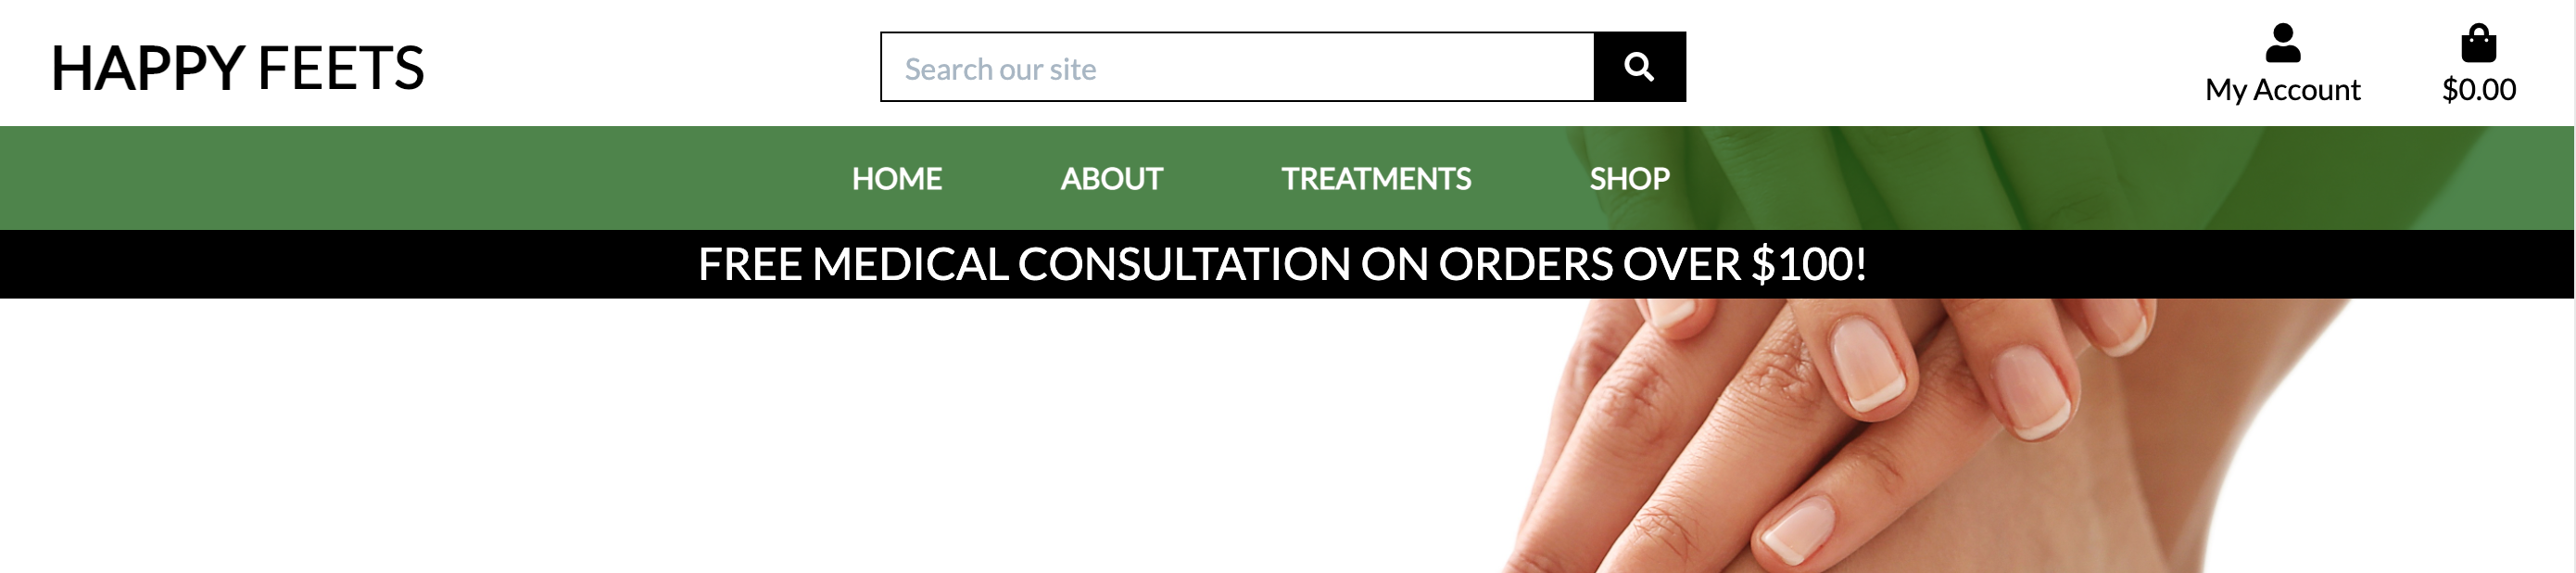 HAPPY FEETS
Search our site
My Account
$0.00
HOME ABOUT TREATMENTS SHOP
FREE MEDICAL CONSULTATION ON ORDERS OVER $100!